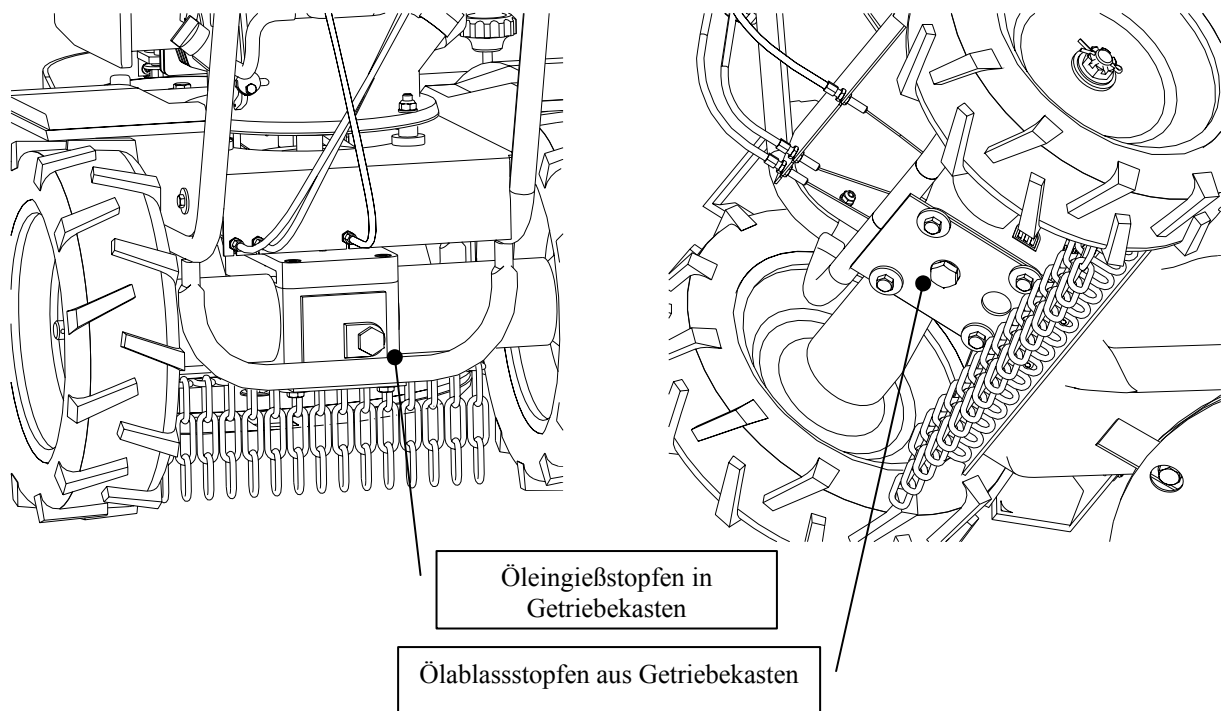 Öleingießstopfen in
Getriebekasten
Ölablassstopfen aus Getriebekasten